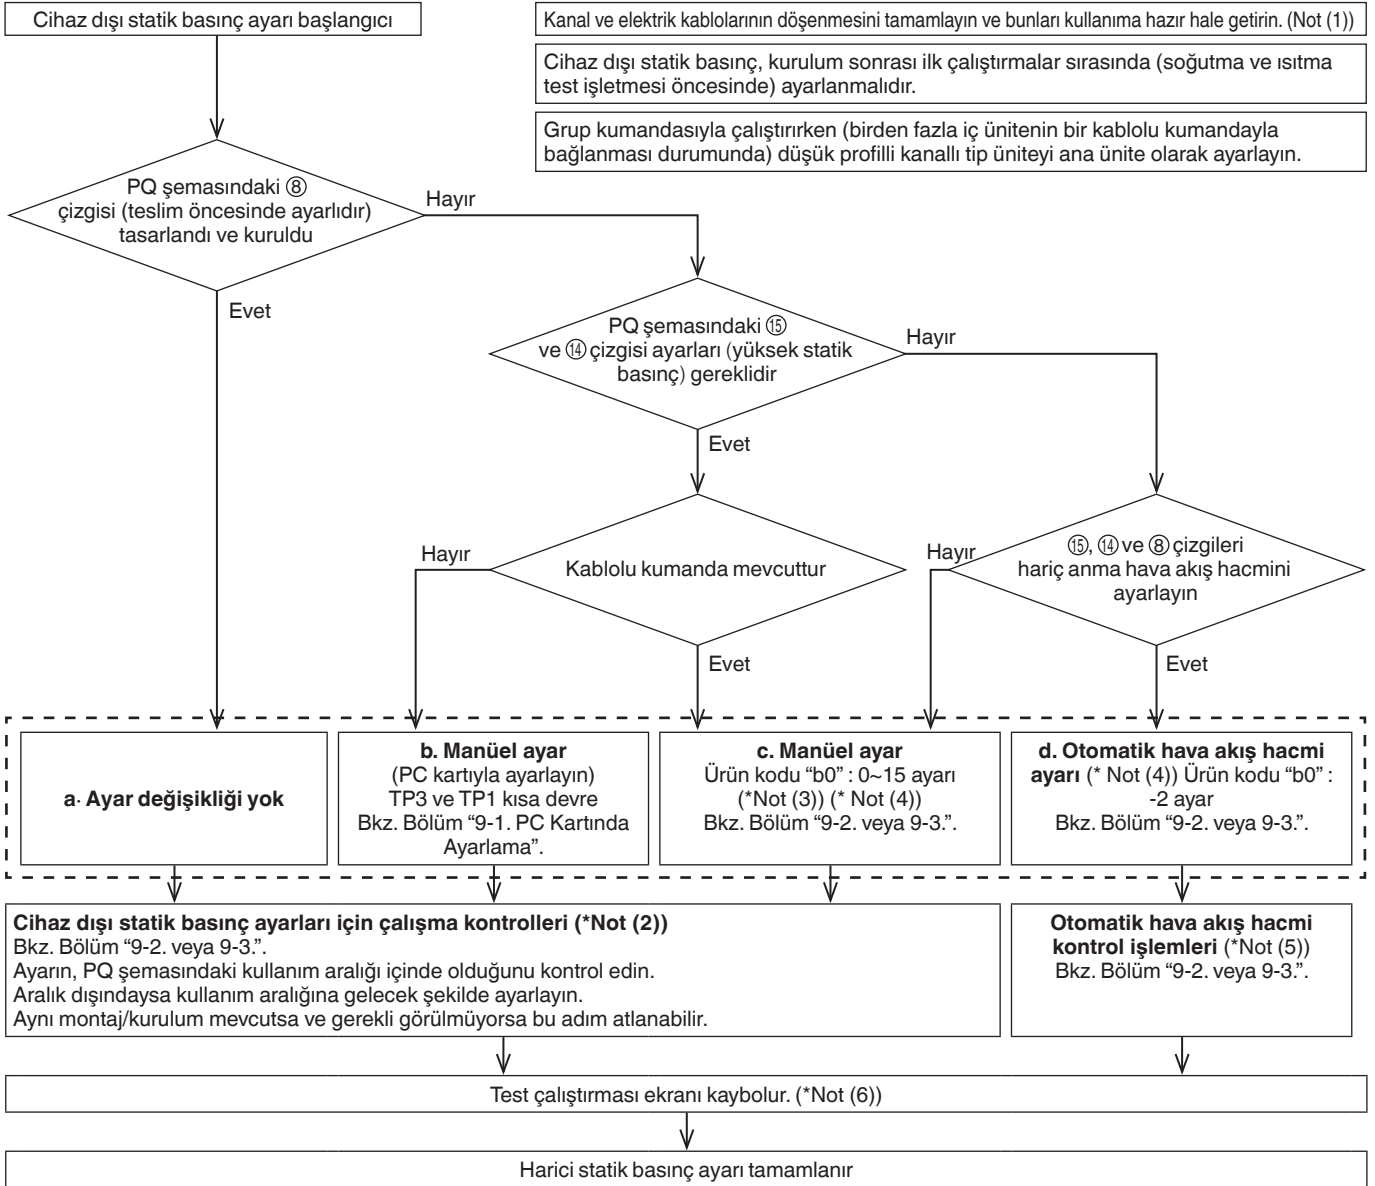 Cihaz dışı statik basınç ayarı başlangıcı
Kanal ve elektrik kablolarının döşenmesini tamamlayın ve bunları kullanıma hazır hale getirin. (Not (1))
Cihaz dışı statik basınç, kurulum sonrası ilk çalıştırmalar sırasında (soğutma ve ısıtma
test işletmesi öncesinde) ayarlanmalıdır.
Grup kumandasıyla çalıştırırken (birden fazla iç ünitenin bir kablolu kumandayla
bağlanması durumunda) düşük profilli kanallı tip üniteyi ana ünite olarak ayarlayın.
PQ şemasındaki ⑧
çizgisi (teslim öncesinde ayarlıdır)
tasarlandı ve kuruldu
Hayır
Evet
PQ şemasındaki ⑮
ve ⑭ çizgisi ayarları (yüksek statik
basınç) gereklidir
Hayır
Evet
Kablolu kumanda mevcuttur
Hayır
Evet
⑮, ⑭ ve ⑧ çizgileri
hariç anma hava akış hacmini
ayarlayın
Hayır
Evet
a· Ayar değişikliği yok
b. Manüel ayar
(PC kartıyla ayarlayın)
TP3 ve TP1 kısa devre
Bkz. Bölüm “9-1. PC Kartında
Ayarlama”.
c. Manüel ayar
Ürün kodu “b0” : 0~15 ayarı
(*Not (3)) (* Not (4))
Bkz. Bölüm “9-2. veya 9-3.”.
d. Otomatik hava akış hacmi
ayarı (* Not (4)) Ürün kodu “b0” :
-2 ayar
Bkz. Bölüm “9-2. veya 9-3.”.
Cihaz dışı statik basınç ayarları için çalışma kontrolleri (*Not (2))
Bkz. Bölüm “9-2. veya 9-3.”.
Ayarın, PQ şemasındaki kullanım aralığı içinde olduğunu kontrol edin.
Aralık dışındaysa kullanım aralığına gelecek şekilde ayarlayın.
Aynı montaj/kurulum mevcutsa ve gerekli görülmüyorsa bu adım atlanabilir.
Otomatik hava akış hacmi
kontrol işlemleri (*Not (5))
Bkz. Bölüm “9-2. veya 9-3.”.
Test çalıştırması ekranı kaybolur. (*Not (6))
Harici statik basınç ayarı tamamlanır